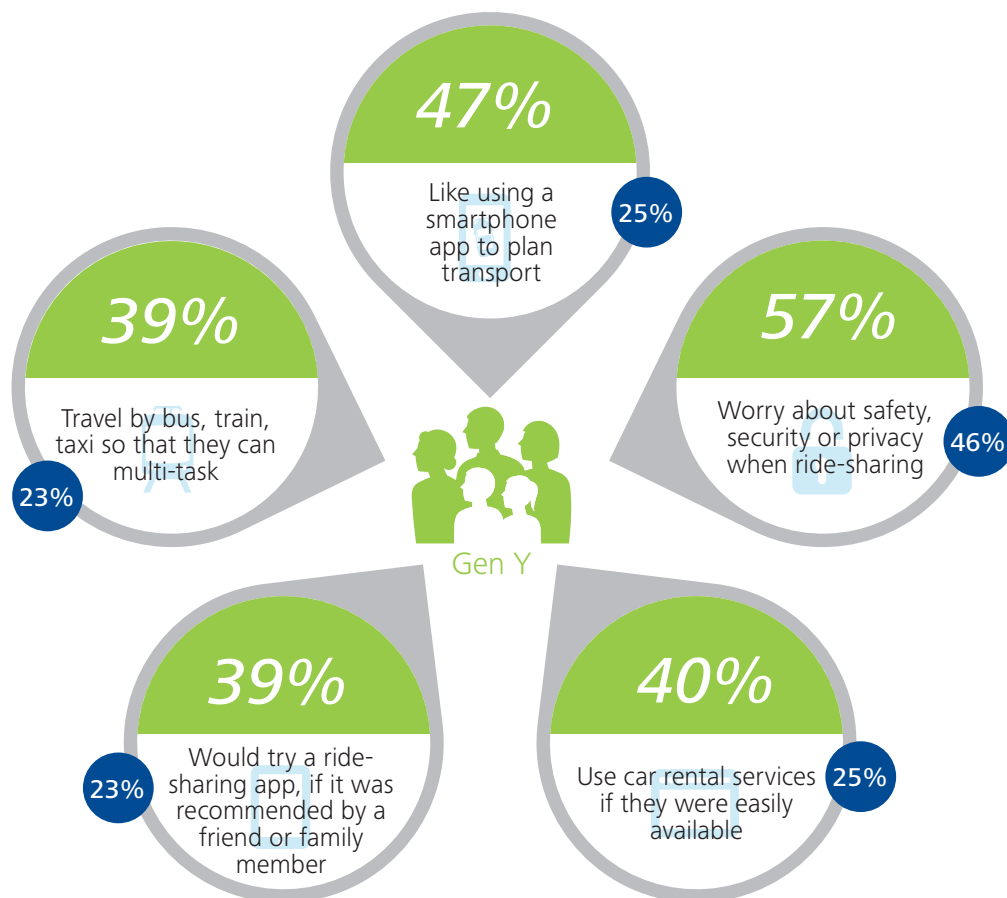 47%
Like using a
smartphone
app to plan
transport
25%
39%
Travel by bus, train,
taxi so that they can
multi-task
23%
57%
Worry about safety,
security or privacy
when ride-sharing
46%
Gen Y
39%
Would try a ride-
sharing app, if it was
recommended by a
friend or family
member
23%
40%
Use car rental services
if they were easily
available
25%